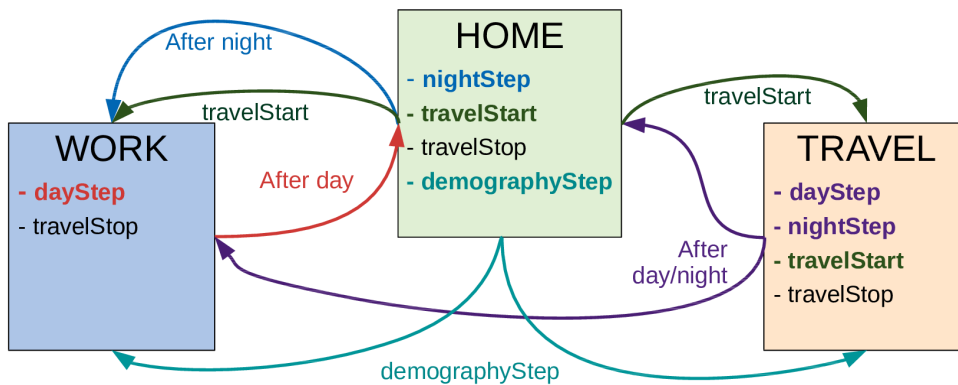 HOME
- nightStep
- travelStart
- travelStop
- demographyStep
After night
travelStart
WORK
- dayStep
- travelStop
After day
travelStart
TRAVEL
- dayStep
- nightStep
- travelStart
- travelStop
After
day/night
demographyStep